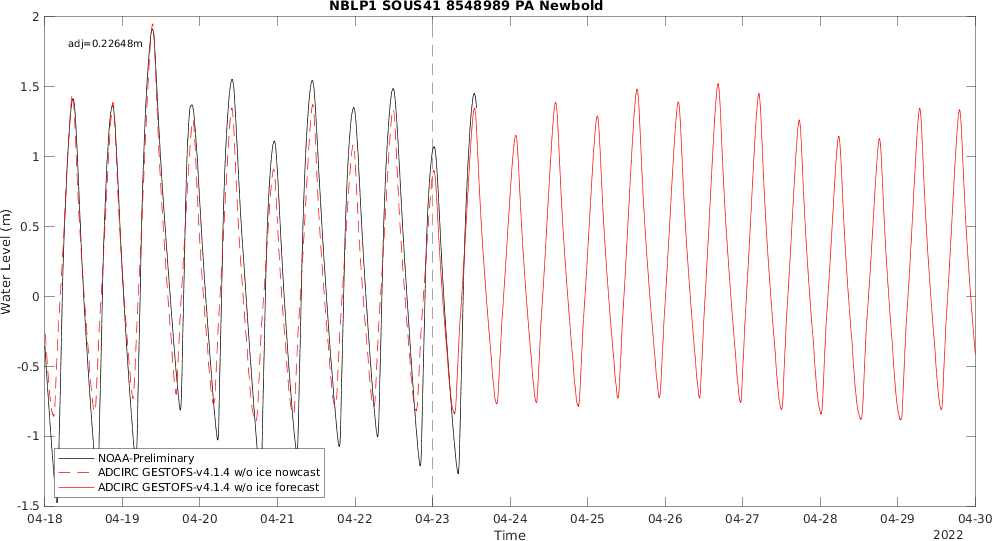 NBLP1 SOUS41 8548989 PA Newbold
adj=0.22648m
Water Level (m)
2
1.5
1
0.5
0
-0.5
-1
-1.5
NOAA-Preliminary
ADCIRC GESTOFS-v4.1.4 w/o ice nowcast
ADCIRC GESTOFS-v4.1.4 w/o ice forecast
04-18 04-19 04-20 04-21 04-22 04-23 04-24 04-25 04-26 04-27 04-28 04-29 04-30
Time
2022